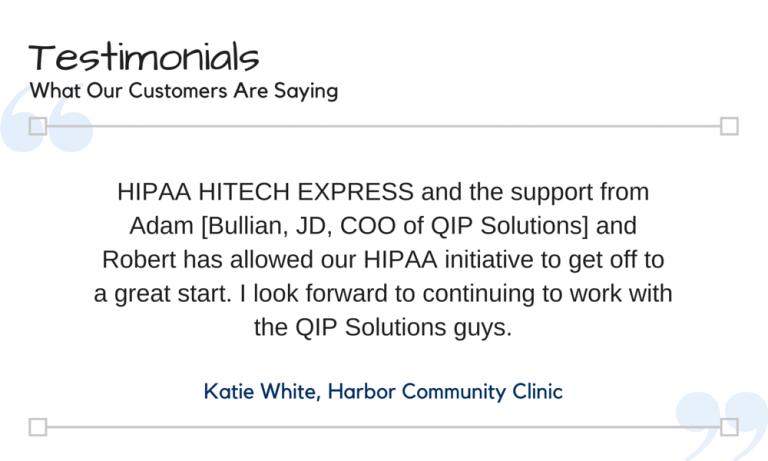 Testimonials
What Our Customers Are Saying
HIPAA HITECH EXPRESS and the support from
Adam [Bullian, JD, COO of QIP Solutions] and
Robert has allowed our HIPAA initiative to get off to
a great start. I look forward to continuing to work with
the QIP Solutions guys.
Katie White, Harbor Community Clinic